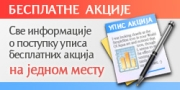 БЕСПЛАТНЕ АКЦИЈЕ
Све информације
о поступку уписа
бесплатних акција
на једном месту
УПИС АКЦИЈА